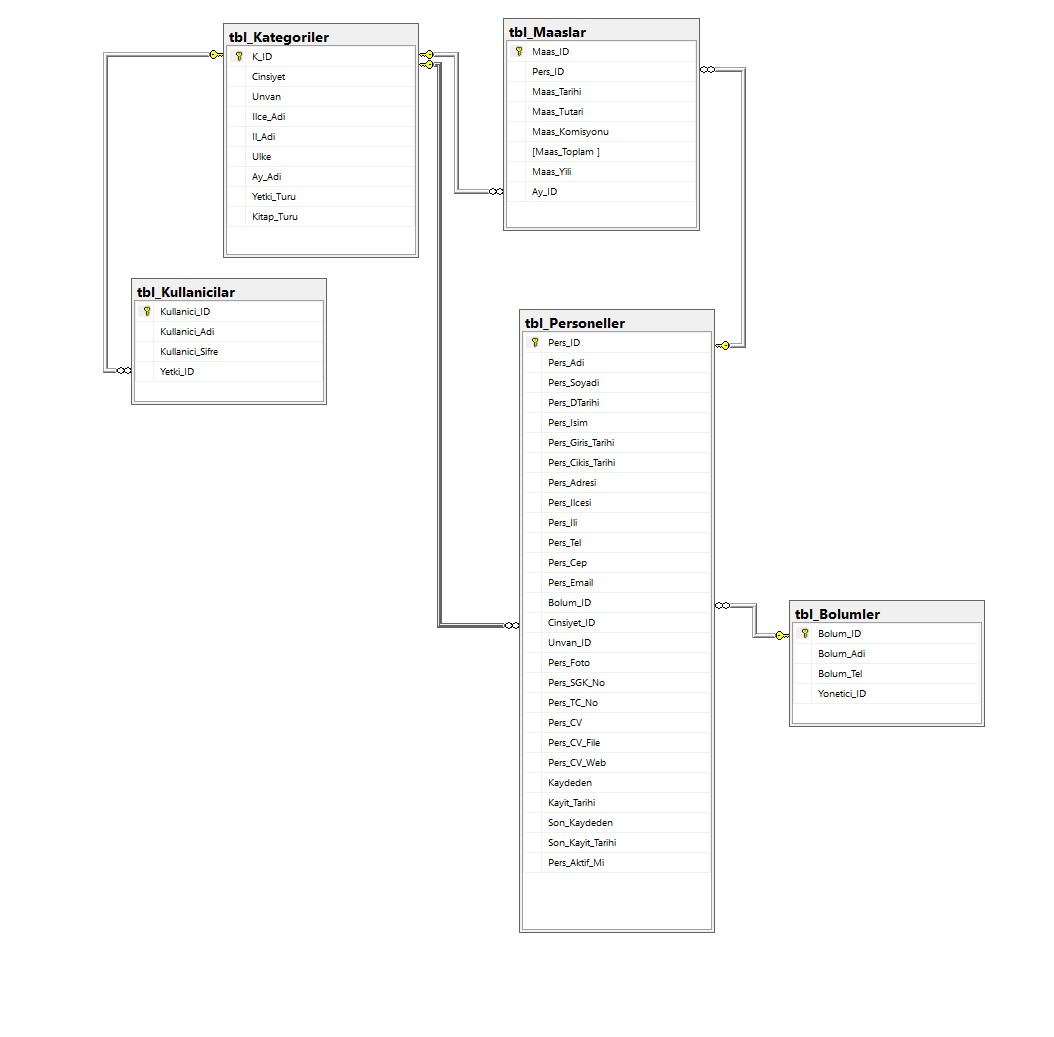 tbl_Kategoriler
K_ID
Cinsiyet
Unvan
Ilce_Adi
Il_Adi
Ulke
Ay_Adi
Yetki_Turu
Kitap_Turu
tbl_Maaslar
Maas_ID
Pers_ID
Maas_Tarihi
Maas_Tutari
Maas_Komisyonu
[Maas_Toplam ]
Maas_Yili
Ay_ID
tbl_Kullanicilar
Kullanici_ID
Kullanici_Adi
Kullanici_Sifre
Yetki_ID
tbl_Personeller
Pers_ID
Pers_Adi
Pers_Soyadi
Pers_DTarihi
Pers_Isim
Pers_Giris_Tarihi
Pers_Cikis_Tarihi
Pers_Adresi
Pers_Ilcesi
Pers_Ili
Pers_Tel
Pers_Cep
Pers_Email
Bolum_ID
Cinsiyet_ID
Unvan_ID
Pers_Foto
Pers_SGK_No
Pers_TC_No
Pers_CV
Pers_CV_File
Pers_CV_Web
Kaydeden
Kayit_Tarihi
Son_Kaydeden
Son_Kayit_Tarihi
Pers_Aktif_Mi
tbl_Bolumler
Bolum_ID
Bolum_Adi
Bolum_Tel
Yonetici_ID